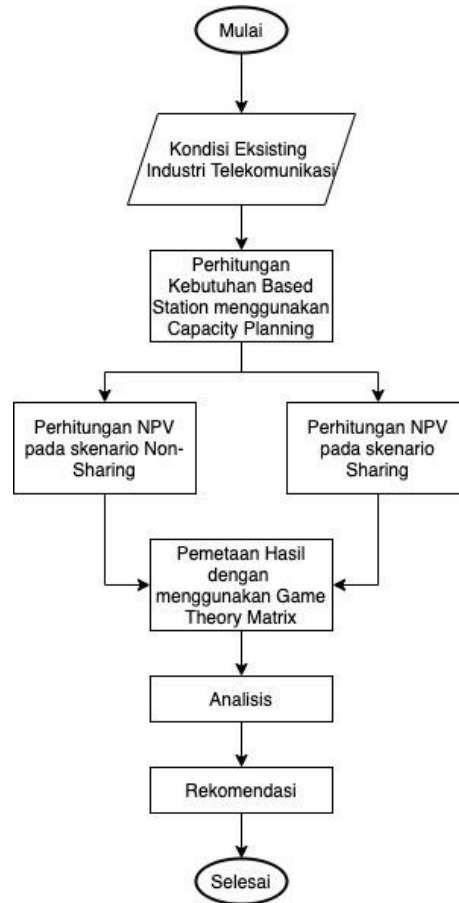 Mulai
Kondisi Eksisting
Industri Telekomunikasi
Perhitungan
Kebutuhan Based
Station menggunakan
Capacity Planning
Perhitungan NPV
pada skenario Non-
Sharing
Perhitungan NPV
pada skenario
Sharing
Pemetaan Hasil
dengan
menggunakan Game
Theory Matrix
Analisis
Rekomendasi
Selesai